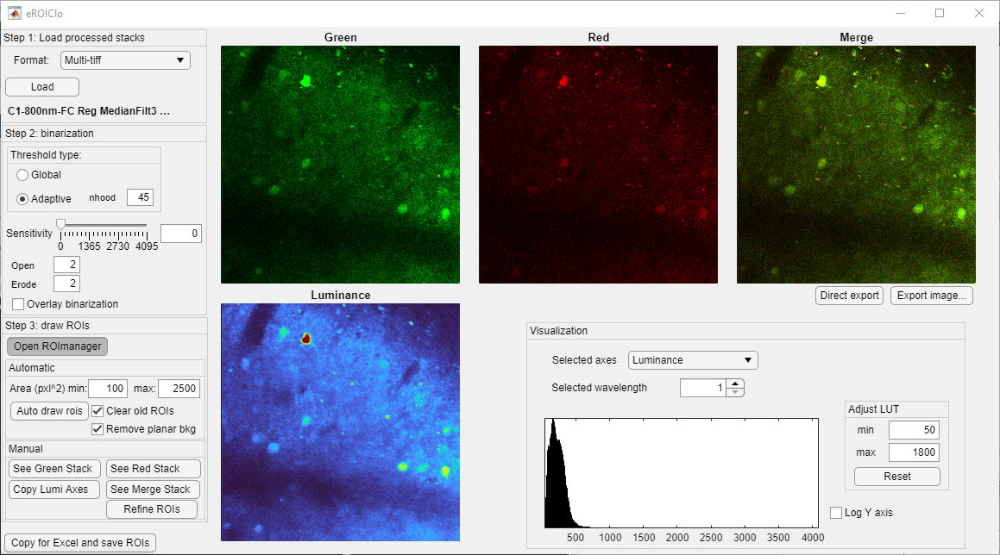 eROIClo
Step 1: Load processed stacks
Format: Multi-tiff
Load
C1-800nm-FC Reg MedianFilt3 ...
Step 2: binarization
Threshold type:
Global
Adaptive nhood 45
Sensitivity 0
0 1365 2730 4095
Open 2
Erode 2
Overlay binarization
Step 3: draw ROIs
Open ROImanager
Automatic
Area (pxl^2) min: 100 max: 2500
Auto draw rois Clear old ROIs
Remove planar bkg
Manual
See Green Stack See Red Stack
Copy Lumi Axes See Merge Stack
Refine ROIs
Copy for Excel and save ROIs
Green Red Merge
Direct export Export image...
Luminance
Visualization
Selected axes Luminance
Selected wavelength 1
500 1000 1500 2000 2500 3000 3500 4000
Adjust LUT
min 50
max 1800
Reset
Log Y axis